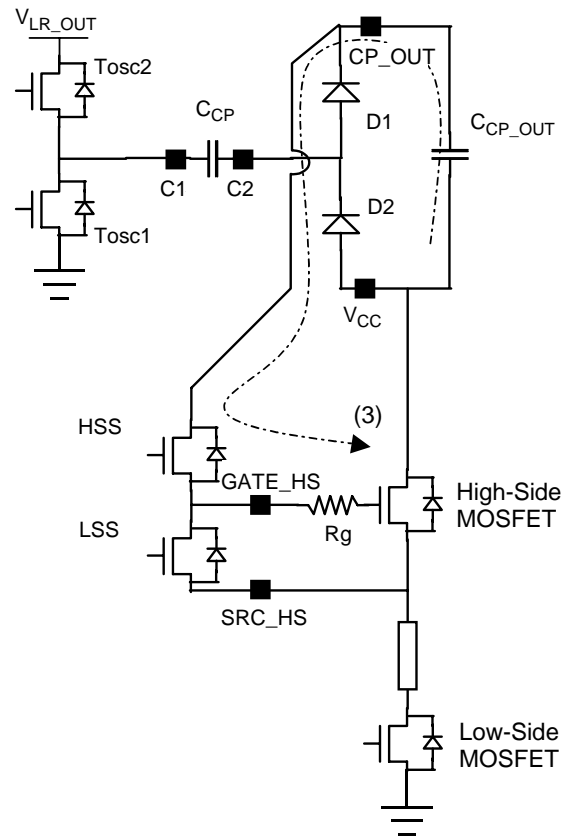 V_LR_OUT
Tosc2
CP_OUT
C_CP
D1
C_CP_OUT
C1
C2
D2
Tosc1
V_CC
HSS
(3)
GATE_HS
High-Side
MOSFET
LSS
Rg
SRC_HS
Low-Side
MOSFET